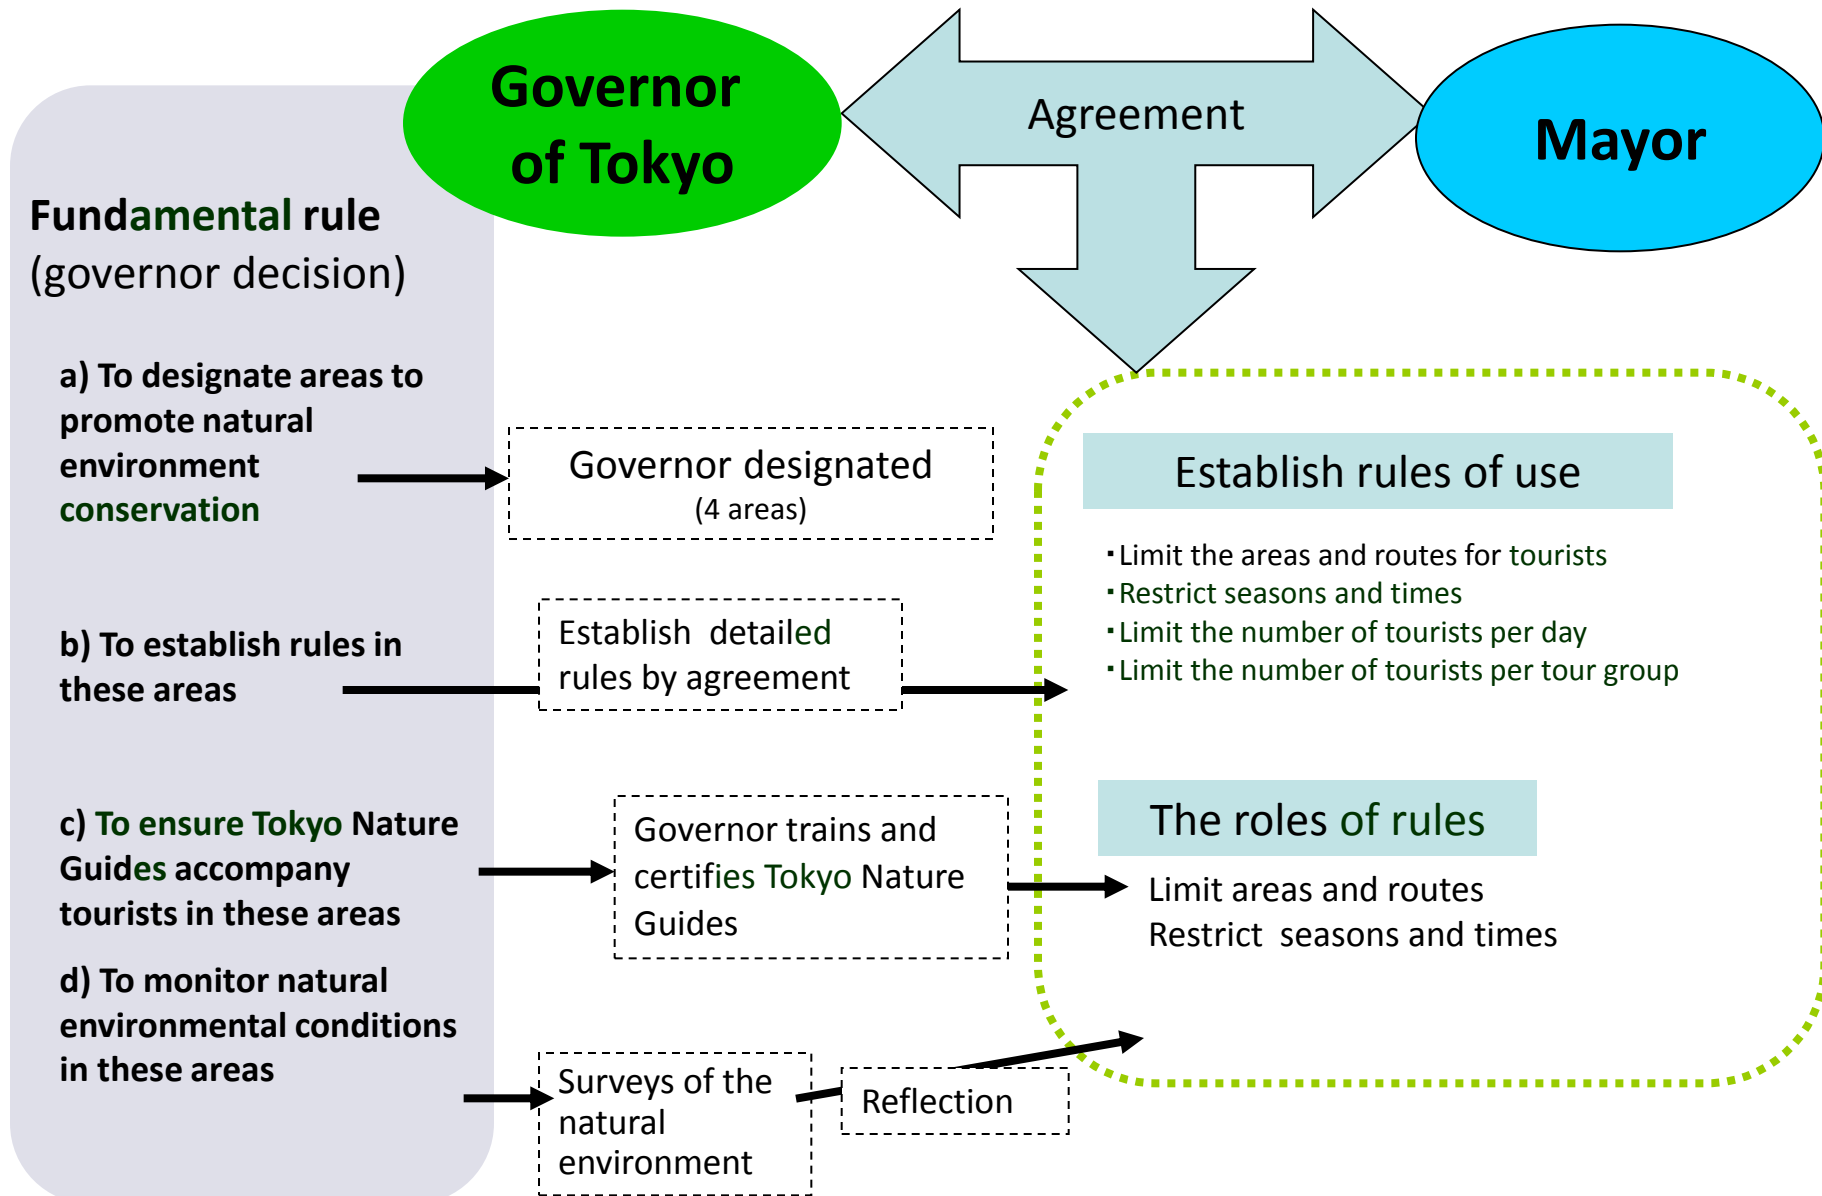 Governor
of Tokyo
Agreement
Mayor
Fundamental rule
(governor decision)
a) To designate areas to
promote natural
environment
conservation
Governor designated
(4 areas)
b) To establish rules in
these areas
Establish detailed
rules by agreement
c) To ensure Tokyo Nature
Guides accompany
tourists in these areas
Governor trains and
certifies Tokyo Nature
Guides
d) To monitor natural
environmental conditions
in these areas
Surveys of the
natural
environment
Reflection
Establish rules of use
・Limit the areas and routes for tourists
・Restrict seasons and times
・Limit the number of tourists per day
・Limit the number of tourists per tour group
The roles of rules
Limit areas and routes
Restrict seasons and times